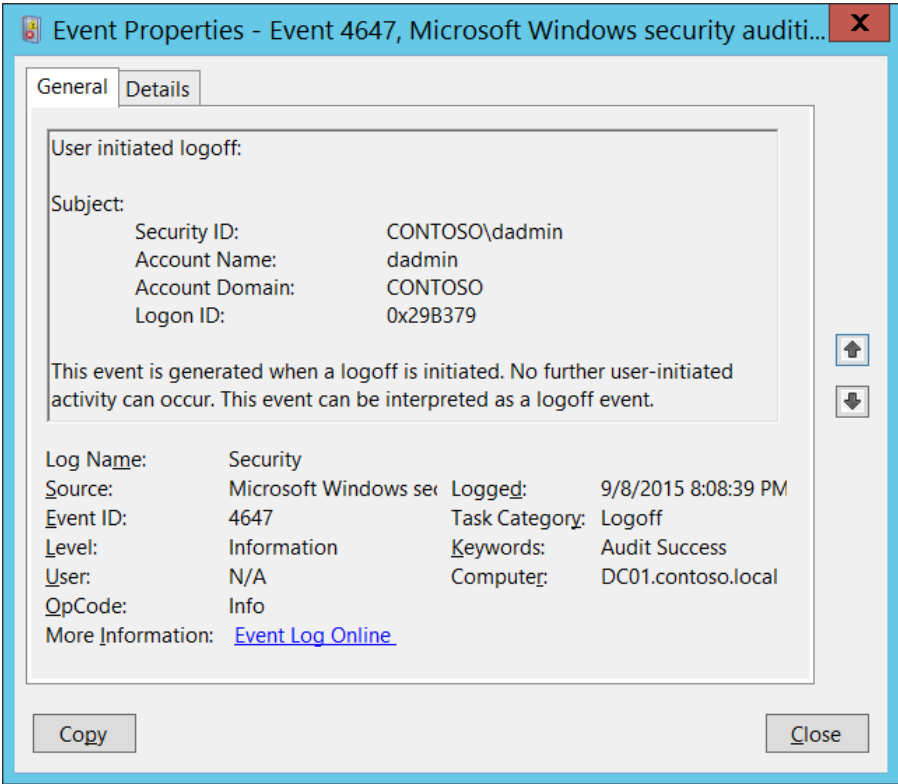 Event Properties - Event 4647, Microsoft Windows security auditi...
X
General Details
User initiated logoff:
Subject:
Security ID: CONTOSO\dadmin
Account Name: dadmin
Account Domain: CONTOSO
Logon ID: 0x29B379
This event is generated when a logoff is initiated. No further user-initiated
activity can occur. This event can be interpreted as a logoff event.
Log Name: Security
Source: Microsoft Windows sec Logged: 9/8/2015 8:08:39 PM
Event ID: 4647 Task Category: Logoff
Level: Information Keywords: Audit Success
User: N/A Computer: DC01.contoso.local
OpCode: Info
More Information: Event Log Online
Copy Close